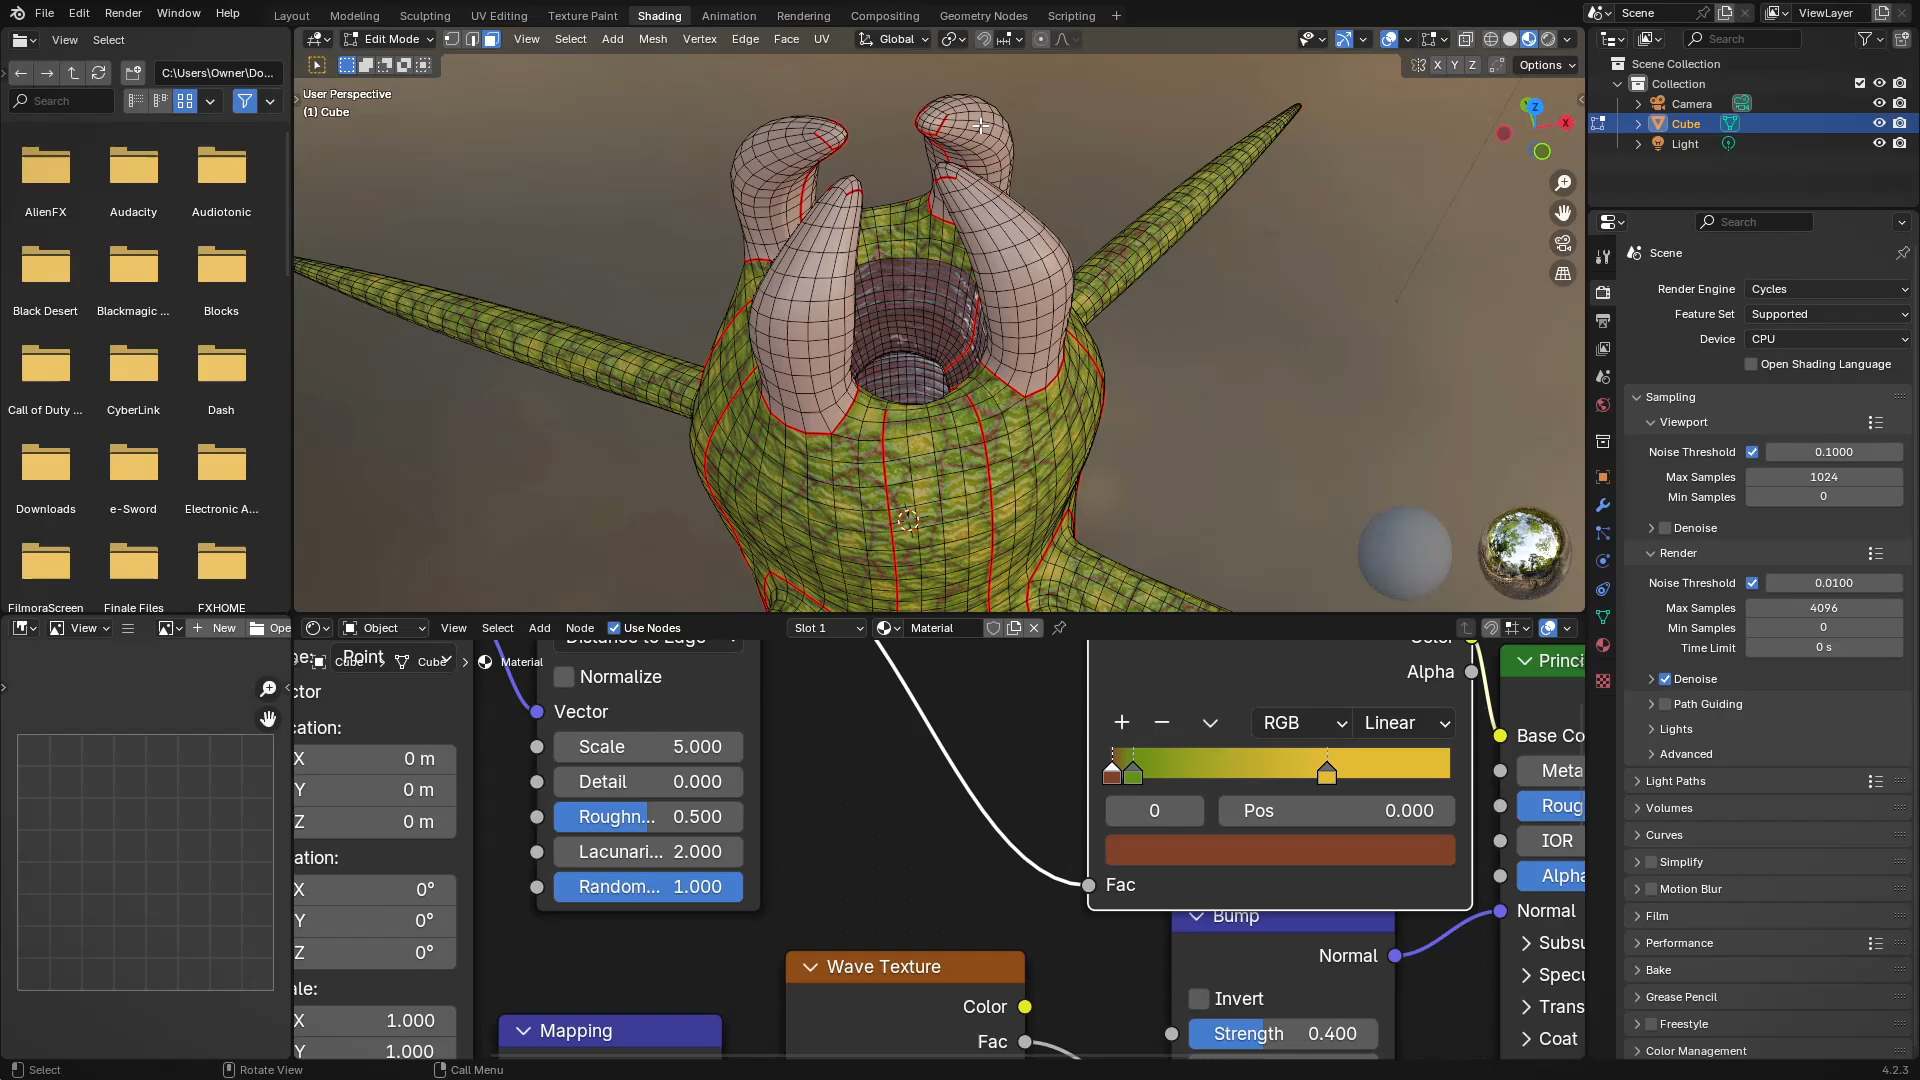 File Edit Render Window Help
Layout Modeling Sculpting UV Editing Texture Paint Shading Animation Rendering Compositing Geometry Nodes Scripting +
Scene
ViewLayer
View Select
Edit Mode View Select Add Mesh Vertex Edge Face UV Global
Search
C:\Users\Owner\Do...
X Y Z Options
Search
User Perspective
(1) Cube
Scene Collection
Collection
Camera
Cube
Light
Z
X
AlienFX Audacity Audiotonic
Black Desert Blackmagic ... Blocks
Call of Duty ... CyberLink Dash
Downloads e-Sword Electronic A...
FilmoraScreen Finale Files FXHOME
Search
Scene
Render Engine Cycles
Feature Set Supported
Device CPU
Open Shading Language
Sampling
Viewport
Noise Threshold 0.1000
Max Samples 1024
Min Samples 0
Denoise
Render
Noise Threshold 0.0100
Max Samples 4096
Min Samples 0
Time Limit 0 s
Denoise
Path Guiding
Lights
Advanced
Light Paths
Volumes
Curves
Simplify
Motion Blur
Film
Performance
Bake
Grease Pencil
Freestyle
Color Management
View New Ope
Object View Select Add Node Use Nodes Slot 1 Material
Point
Cube Cube Material
ctor
cation:
X 0 m
Y 0 m
Z 0 m
ation:
X 0°
Y 0°
Z 0°
ale:
X 1.000
Y 1.000
Distance to Edge
Normalize
Vector
Scale 5.000
Detail 0.000
Roughn... 0.500
Lacunari... 2.000
Random... 1.000
Mapping
Wave Texture
Color
Fac
Color
Alpha
RGB Linear
0 Pos 0.000
Fac
Bump
Normal
Invert
Strength 0.400
Princi
Base Co
Meta
Roug
IOR
Alpha
Normal
Subsu
Specu
Trans
Coat
Select Rotate View Call Menu 4.2.3